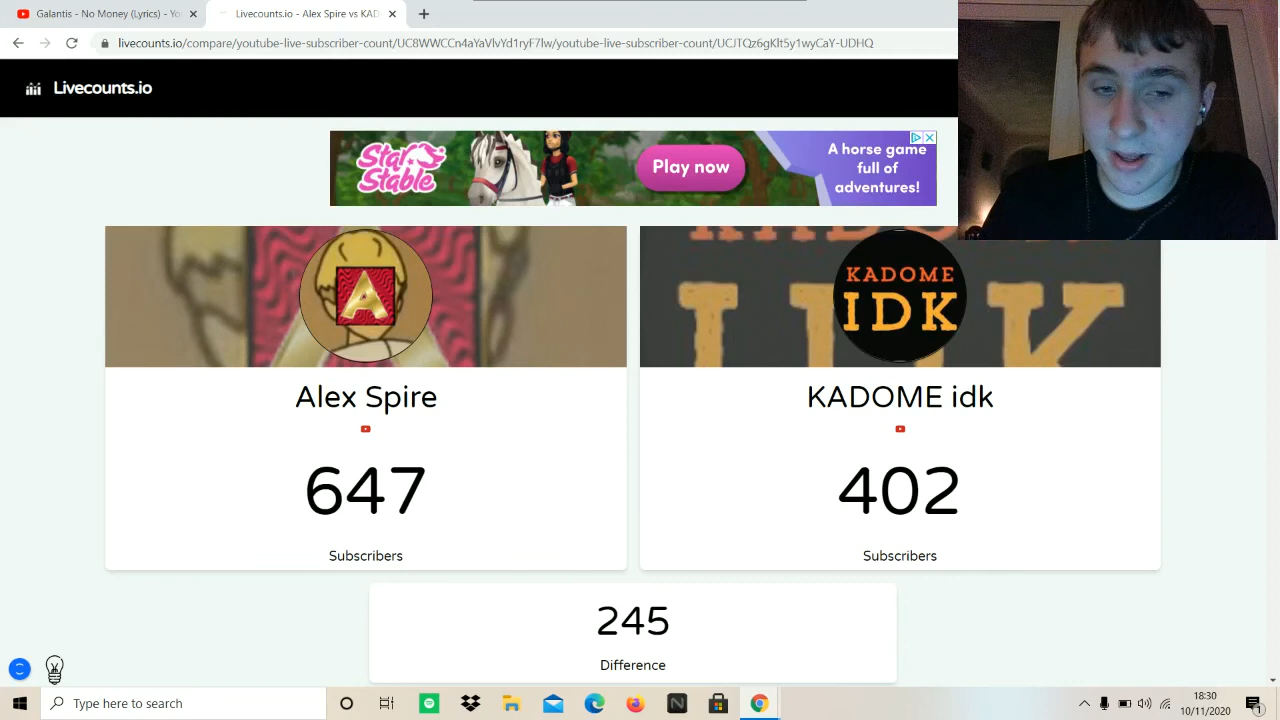 Galantis - No Money (Lyrics) - Yo
Livecounts.io - Alex Spire vs KAD
livecounts.io/compare/youtube-live-subscriber-count/UC8WWCCn4aYaVlvYd1ryF7lw/youtube-live-subscriber-count/UCJTQz6gKlt5y1wyCaY-UDHQ
Livecounts.io
Star Stable
Play now
A horse game
full of
adventures!
A
KADOME
IDK
Alex Spire
KADOME idk
647
402
Subscribers
Subscribers
245
Difference
Type here to search
N
18:30
10/11/2020
1